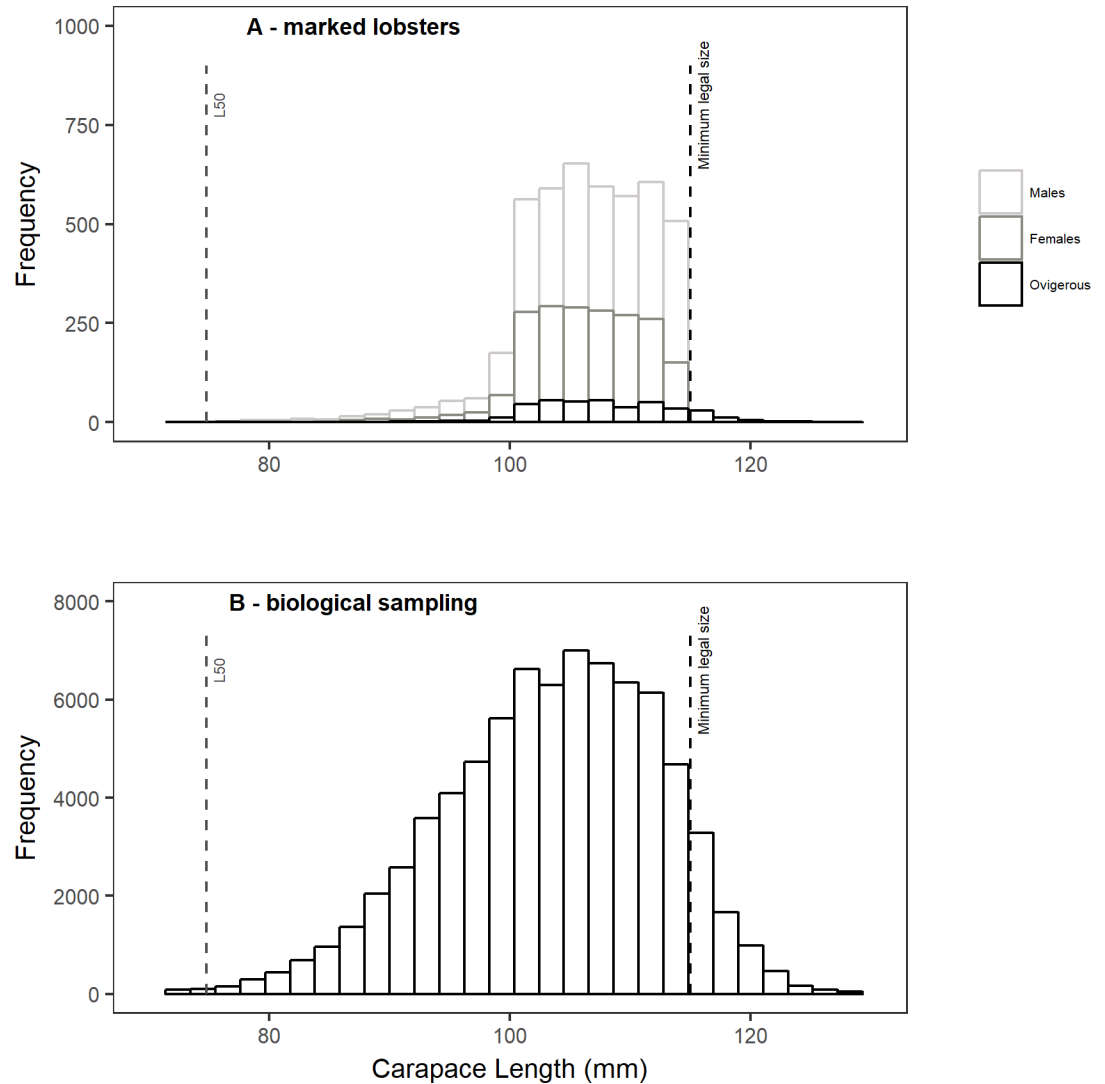 A - marked lobsters
1000
750
500
250
0
Frequency
L50
Minimum legal size
80
100
120
Males
Females
Ovigerous
B - biological sampling
8000
6000
4000
2000
0
Frequency
L50
Minimum legal size
80
100
120
Carapace Length (mm)